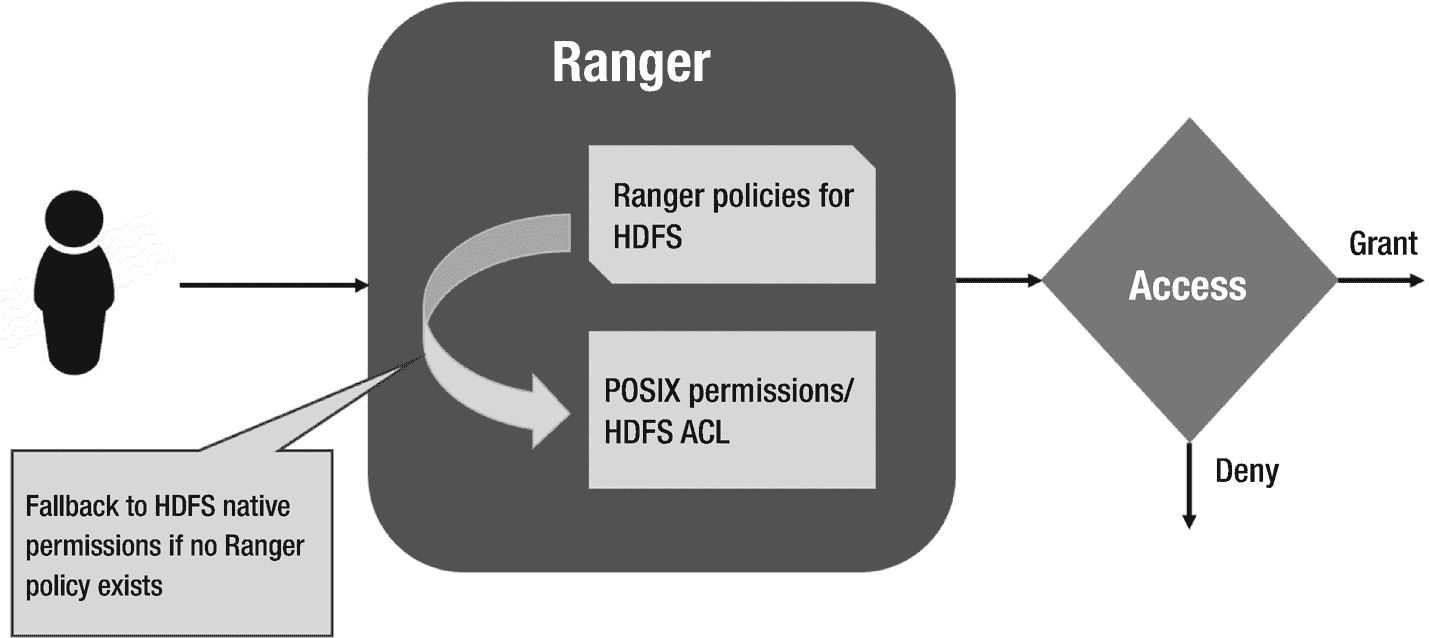 Ranger
Ranger policies for
HDFS
POSIX permissions/
HDFS ACL
Fallback to HDFS native
permissions if no Ranger
policy exists
Access
Grant
Deny